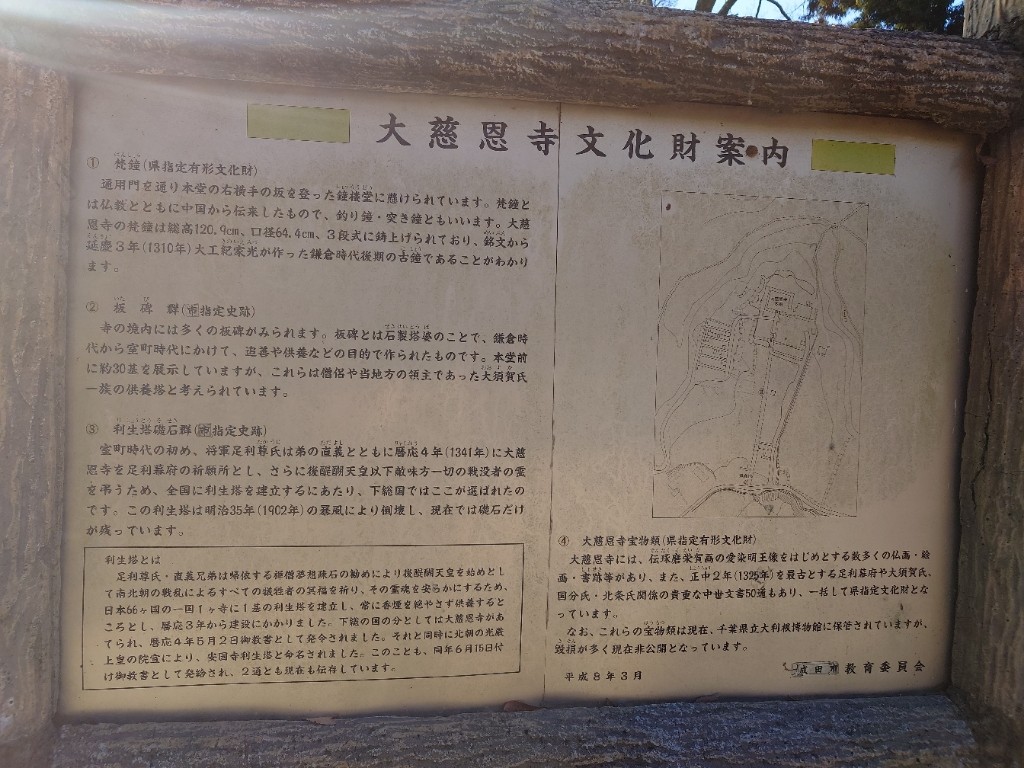 大慈恩寺文化財案内
① 梵鐘(県指定有形文化財)
通用門を通り本堂の右横手の坂を登った鐘楼堂に懸けられています。梵鐘と
は仏教とともに中国から伝来したもので、釣り鐘・突き鐘ともいいます。大慈
恩寺の梵鐘は総高120.9cm、口径64.4cm、3段式に鋳上げられており、銘文から
延慶3年(1310年)大工紀家光が作った鎌倉時代後期の古鐘であることがわかり
ます。
② 板碑群(市指定史跡)
寺の境内には多くの板碑がみられます。板碑とは石製塔婆のことで、鎌倉時
代から室町時代にかけて、追善や供養などの目的で作られたものです。本堂前
に約30基を展示していますが、これらは僧侶や当地方の領主であった大須賀氏
一族の供養塔と考えられています。
③ 利生塔礎石群(市指定史跡)
室町時代の初め、将軍足利尊氏は弟の直義とともに暦応4年(1341年)に大慈
恩寺を足利幕府の祈願所とし、さらに後醍醐天皇以下敵味方一切の戦没者の霊
を弔うため、全国に利生塔を建立するにあたり、下総国ではここが選ばれたの
です。この利生塔は明治35年(1902年)の暴風により倒壊し、現在では礎石だけ
が残っています。
利生塔とは
足利尊氏・直義兄弟は帰依する禅僧夢想疎石の勧めにより後醍醐天皇を始めとし
て南北朝の戦乱によるすべての犠牲者の冥福を祈り、その霊魂を安らかにするため、
日本66ヶ国の一国1ヶ寺に1基の利生塔を建立し、常に香煙を絶やさず供養すると
ころとし、暦応3年から建設にかかりました。下総の国の分としては大慈恩寺があ
てられ、暦応4年5月2日御教書として発令されました。それと同時に北朝の光厳
上皇の院宣により、安国寺利生塔と命名されました。このことも、同年6月15日付
け御教書として発路され、2通とも現在も伝存しています。
④ 大慈恩寺宝物類(県指定有形文化財)
大慈恩寺には、伝琢磨栄賀画の愛染明王像をはじめとする数多くの仏画・絵
画・書跡等があり、また、正中2年(1325年)を最古とする足利幕府や大須賀氏、
国分氏・北条氏関係の貴重な中世文書50通もあり、一括して県指定文化財とな
っています。
なお、これらの宝物類は現在、千葉県立大利根博物館に保管されていますが、
毀損が多く現在非公開となっています。
平成8年3月
成田市教育委員会